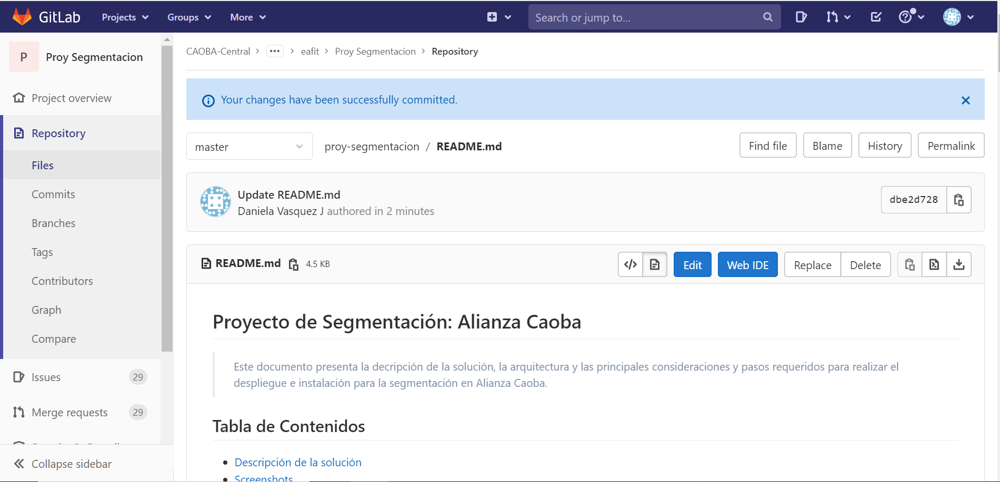 GitLab Projects Groups More Search or jump to...
P Proy Segmentacion
Project overview
Repository
Files
Commits
Branches
Tags
Contributors
Graph
Compare
Issues 29
Merge requests 29
Collapse sidebar
CAOBA-Central > ... > eafit > Proy Segmentacion > Repository
Your changes have been successfully committed.
master proy-segmentacion / README.md Find file Blame History Permalink
Update README.md
Daniela Vasquez J authored in 2 minutes
dbe2d728
README.md 4.5 KB Edit Web IDE Replace Delete
Proyecto de Segmentación: Alianza Caoba
Este documento presenta la decripción de la solución, la arquitectura y las principales consideraciones y pasos requeridos para realizar el
despliegue e instalación para la segmentación en Alianza Caoba.
Tabla de Contenidos
• Descripción de la solución
• Screenshots